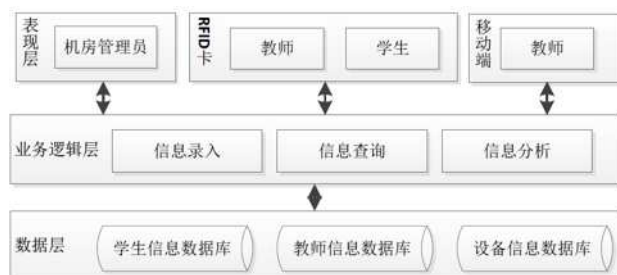 表现层
机房管理员
RFID卡
教师
学生
移动端
教师
业务逻辑层
信息录入
信息查询
信息分析
数据层
学生信息数据库
教师信息数据库
设备信息数据库